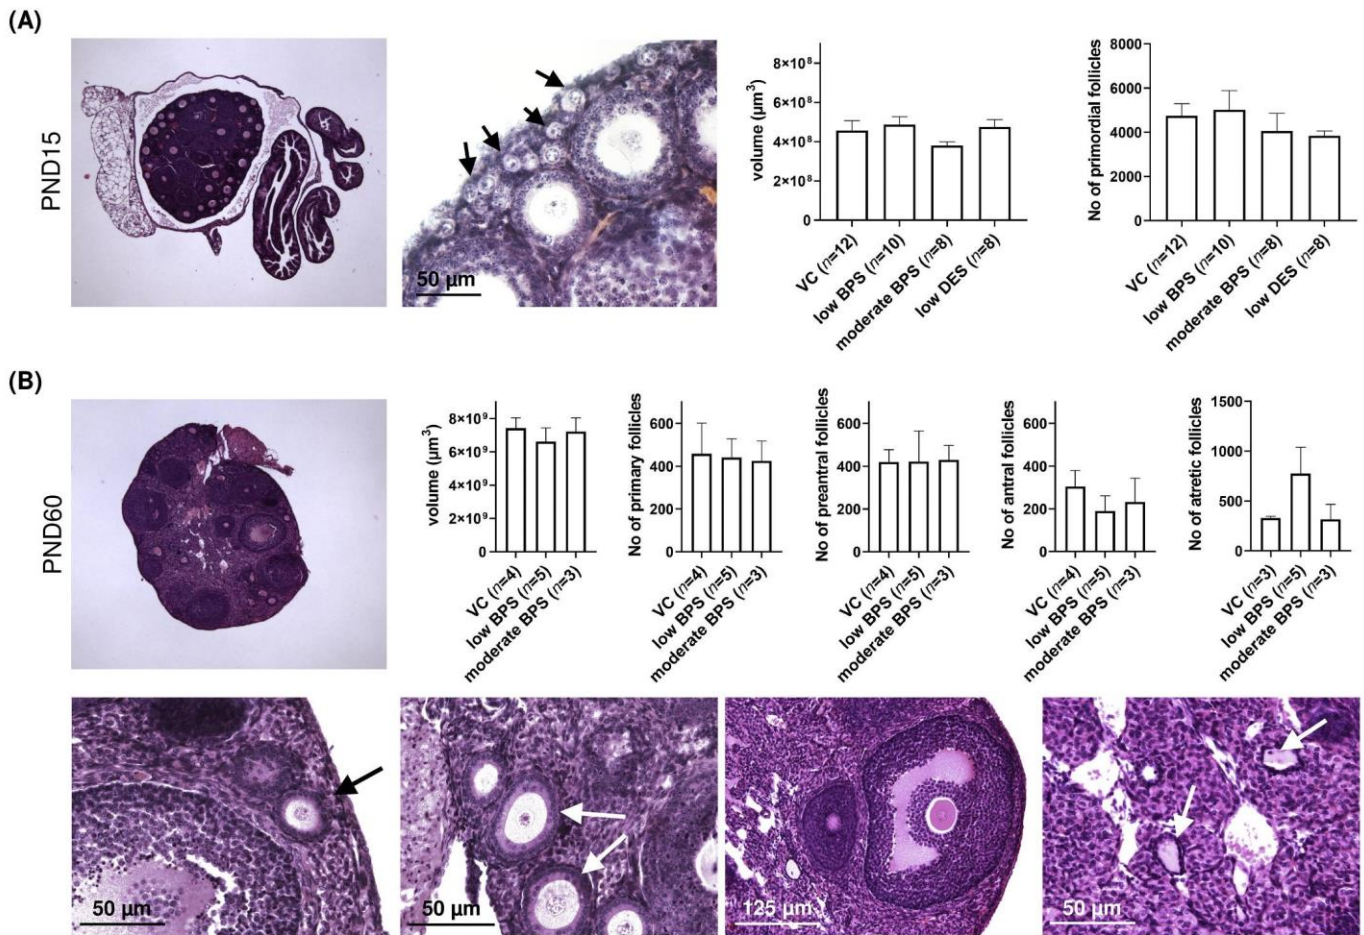 (A)
PND15
50 µm
volume (µm³)
8×10⁸
6×10⁸
4×10⁸
2×10⁸
0
VC (n=12)
low BPS (n=10)
moderate BPS (n=8)
low DES (n=8)
No of primordial follicles
8000
6000
4000
2000
0
VC (n=12)
low BPS (n=10)
moderate BPS (n=8)
low DES (n=8)
(B)
PND60
volume (µm³)
8×10⁹
6×10⁹
4×10⁹
2×10⁹
0
VC (n=4)
low BPS (n=5)
moderate BPS (n=3)
No of primary follicles
600
400
200
0
VC (n=4)
low BPS (n=5)
moderate BPS (n=3)
No of preantral follicles
600
400
200
0
VC (n=4)
low BPS (n=5)
moderate BPS (n=3)
No of antral follicles
600
400
200
0
VC (n=4)
low BPS (n=5)
moderate BPS (n=3)
No of atretic follicles
1500
1000
500
0
VC (n=3)
low BPS (n=5)
moderate BPS (n=3)
50 µm
50 µm
125 µm
50 µm